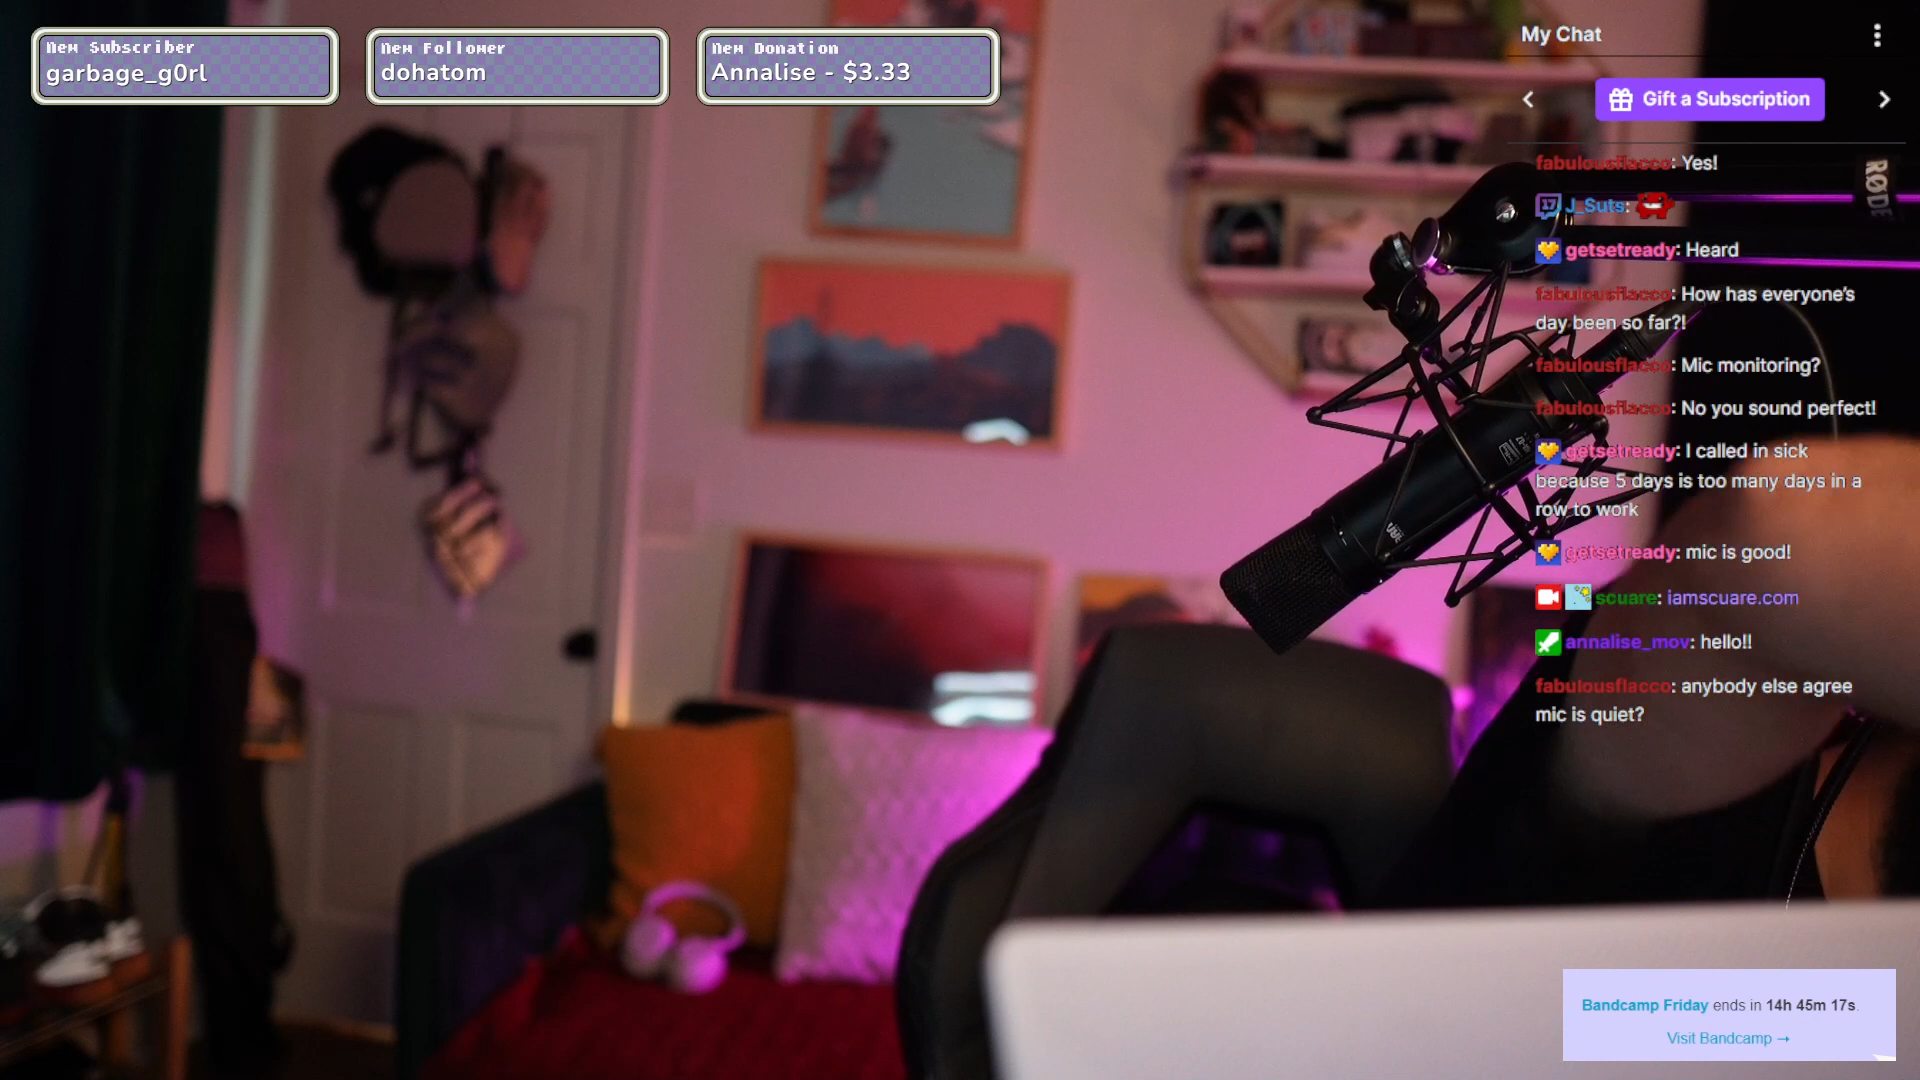 New Subscriber
garbage_g0rl
New Follower
dohatom
New Donation
Annalise - $3.33
My Chat
Gift a Subscription
fabulousflacco: Yes!
J_Suts:
getsetready: Heard
fabulousflacco: How has everyone's
day been so far?!
fabulousflacco: Mic monitoring?
fabulousflacco: No you sound perfect!
getsetready: I called in sick
because 5 days is too many days in a
row to work
getsetready: mic is good!
scuare: iamscuare.com
annalise_mov: hello!!
fabulousflacco: anybody else agree
mic is quiet?
RØDE
Bandcamp Friday ends in 14h 45m 17s.
Visit Bandcamp →